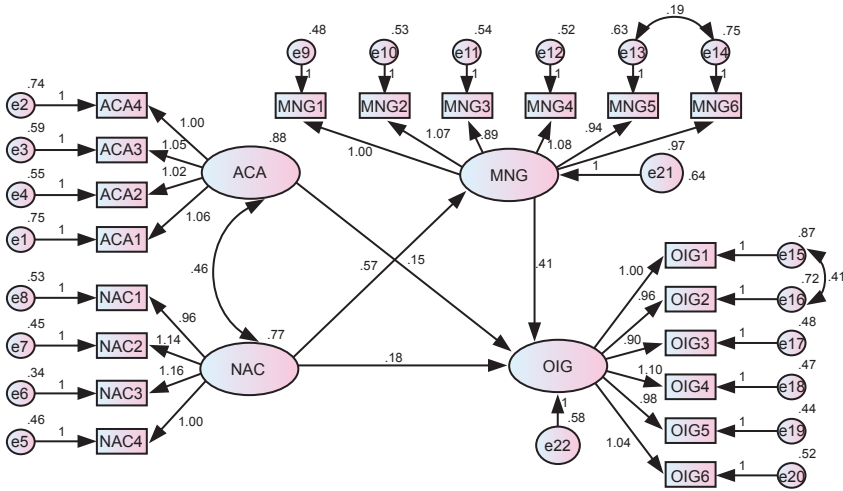 .48
.53
.54
.52
.63
.19
.75
e9
e10
e11
e12
e13
e14
1
1
1
1
1
1
MNG1
MNG2
MNG3
MNG4
MNG5
MNG6
1.00
1.07
.89
1.08
.94
.97
MNG
1
e21
.64
.74
e2
1
ACA4
1.00
.59
e3
1
ACA3
1.05
.55
e4
1
ACA2
1.02
.75
e1
1
ACA1
1.06
.88
ACA
.46
.57
.15
.41
.53
e8
1
NAC1
.96
.45
e7
1
NAC2
1.14
.34
e6
1
NAC3
1.16
.46
e5
1
NAC4
1.00
.77
NAC
.18
OIG
1
.58
e22
1.00
OIG1
1
.87
e15
.96
OIG2
1
.72
e16
.41
.90
OIG3
1
.48
e17
1.10
OIG4
1
.47
e18
.98
OIG5
1
.44
e19
1.04
OIG6
1
.52
e20